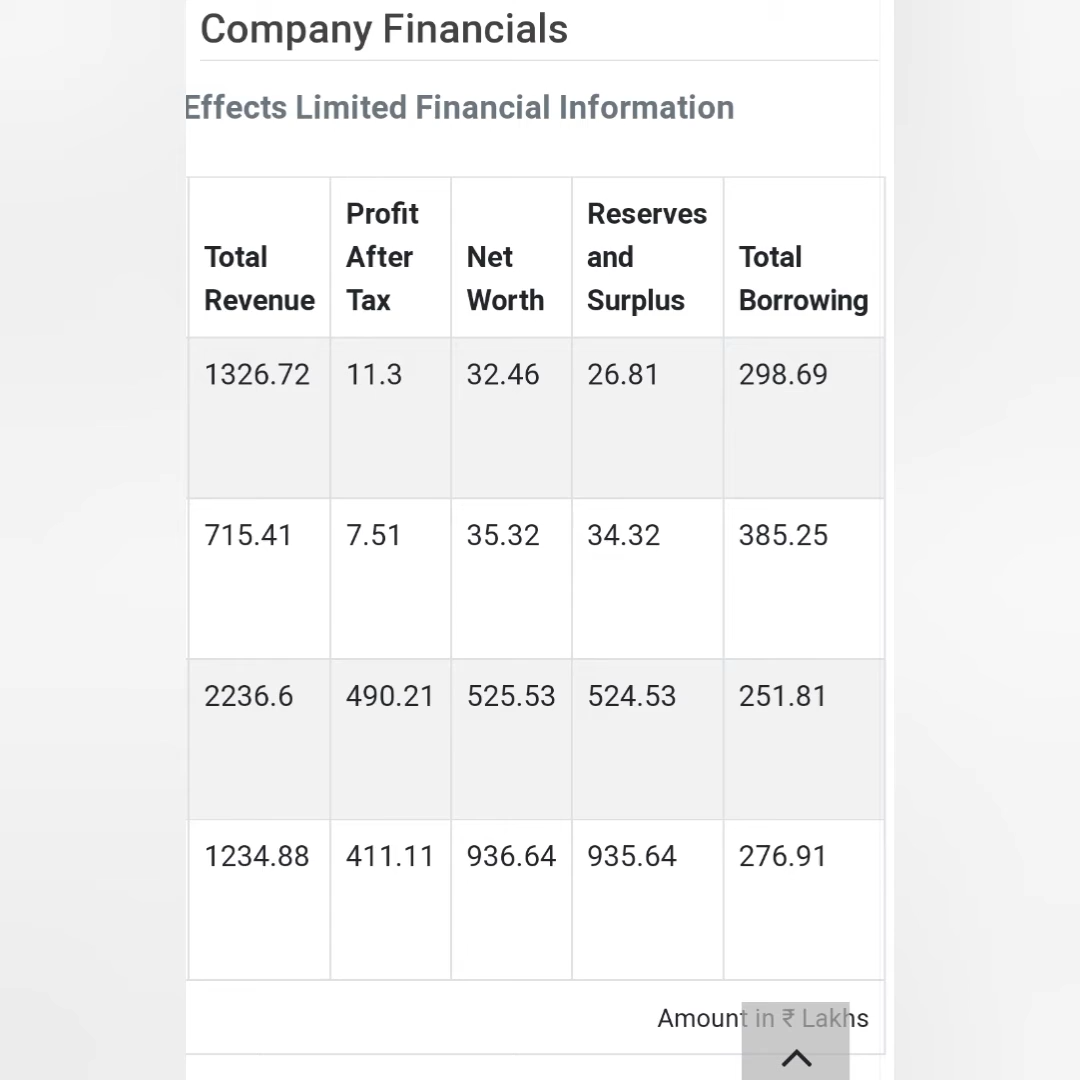 Company Financials
Effects Limited Financial Information
Total Revenue Profit After Tax Net Worth Reserves and Surplus Total Borrowing
1326.72 11.3 32.46 26.81 298.69
715.41 7.51 35.32 34.32 385.25
2236.6 490.21 525.53 524.53 251.81
1234.88 411.11 936.64 935.64 276.91
Amount in ₹ Lakhs